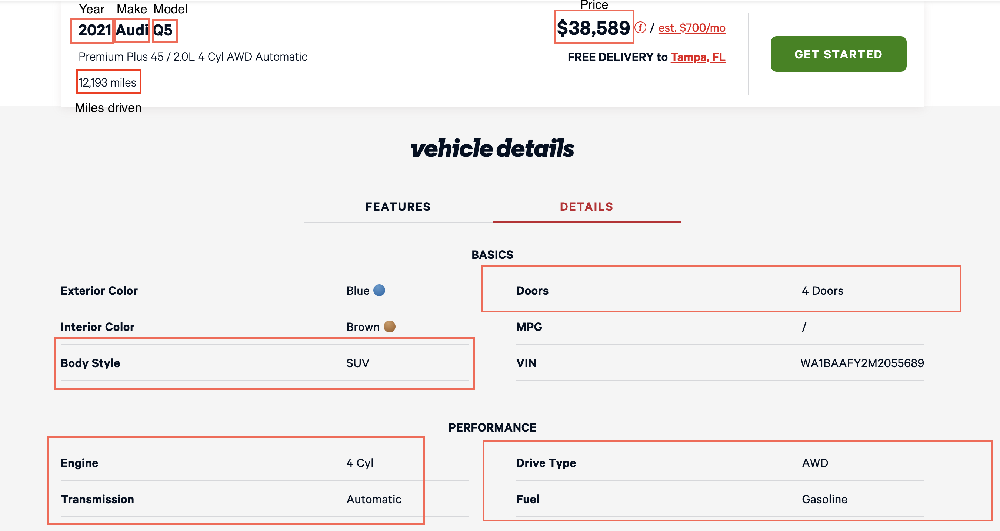 Year Make Model
Price
2021 Audi Q5
$38,589 i / est. $700/mo
Premium Plus 45 / 2.0L 4 Cyl AWD Automatic
FREE DELIVERY to Tampa, FL
GET STARTED
12,193 miles
Miles driven
vehicle details
FEATURES
DETAILS
BASICS
Exterior Color Blue
Doors 4 Doors
Interior Color Brown
MPG /
Body Style SUV
VIN WA1BAAFY2M2055689
PERFORMANCE
Engine 4 Cyl
Drive Type AWD
Transmission Automatic
Fuel Gasoline